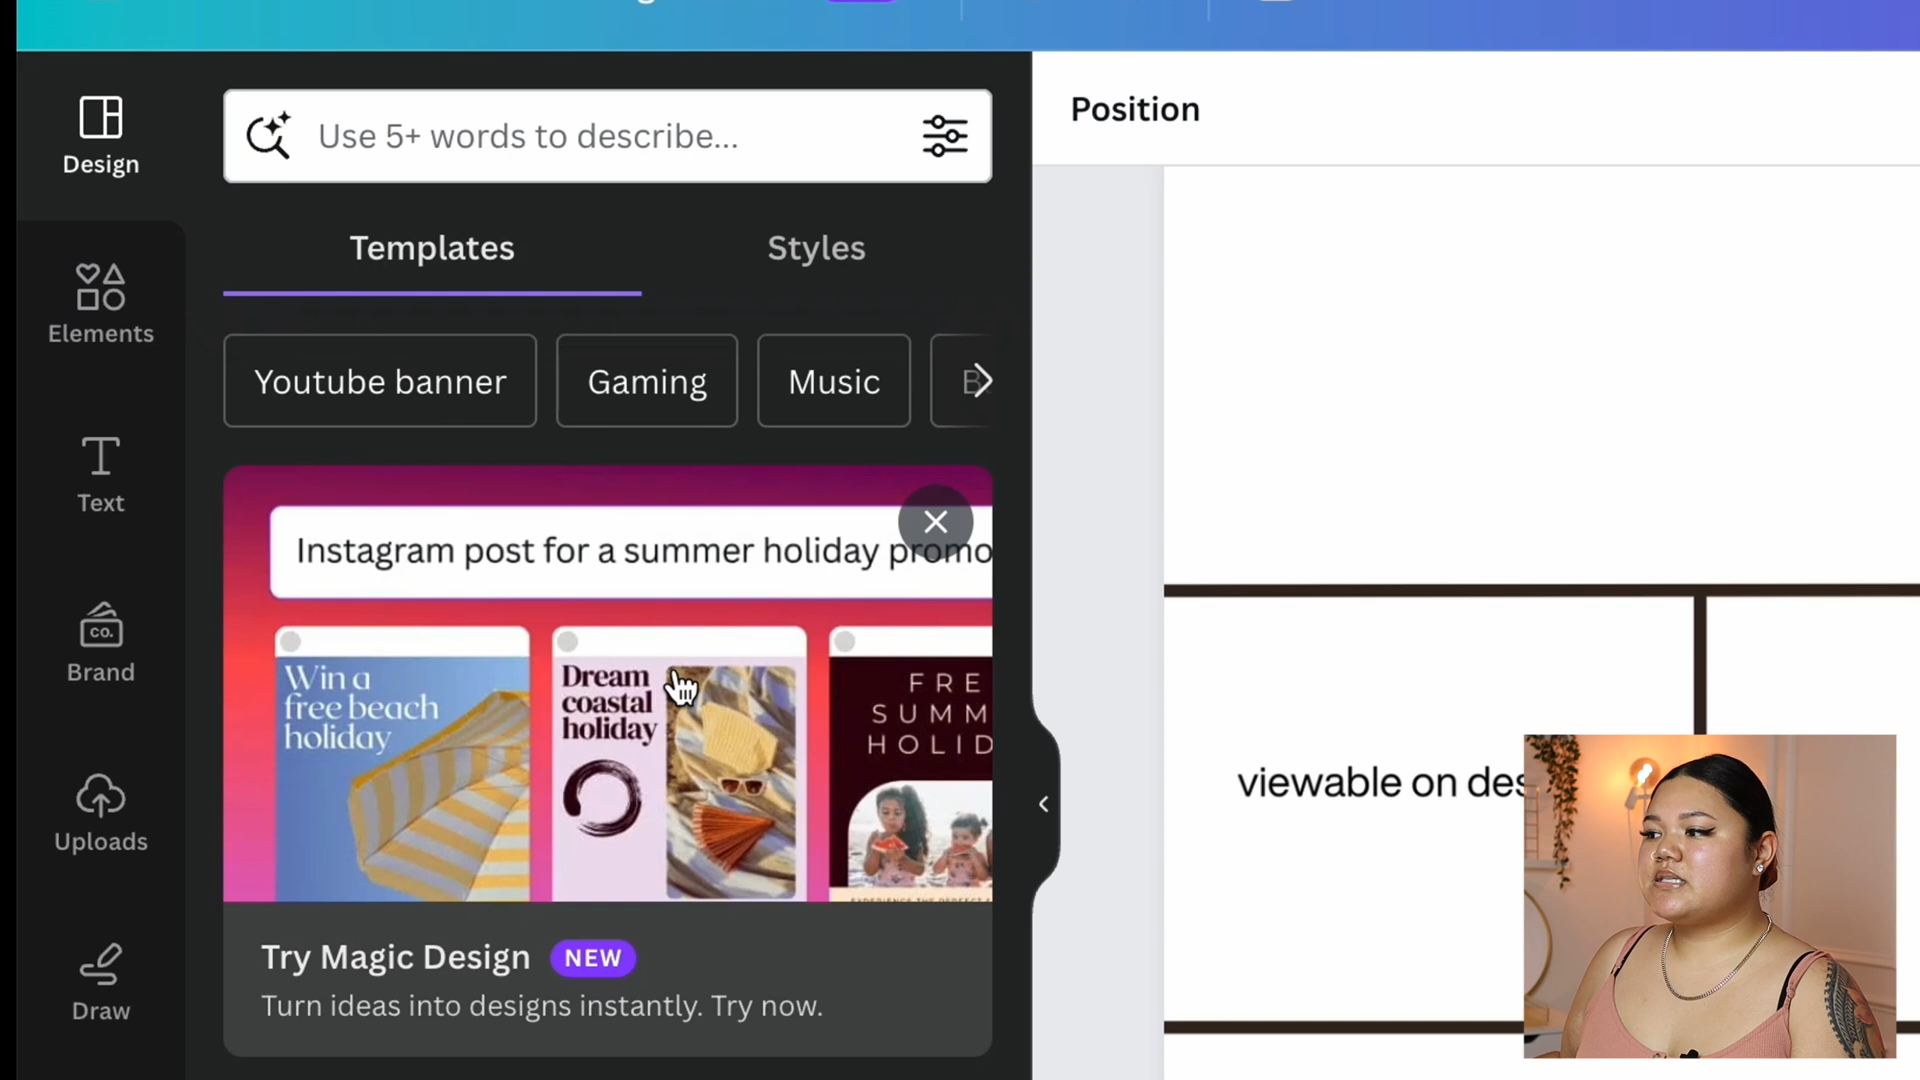 Design
Elements
Text
CO.
Brand
Uploads
Draw
Use 5+ words to describe...
Templates
Styles
Youtube banner
Gaming
Music
B
Instagram post for a summer holiday promo
Win a
free beach
holiday
Dream
coastal
holiday
FRE
SUMM
HOLID
Try Magic Design
NEW
Turn ideas into designs instantly. Try now.
Position
viewable on des